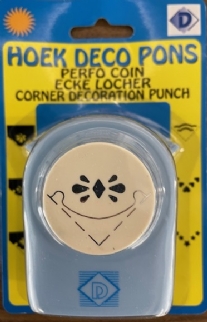 D
HOEK DECO PONS
PERFO COIN
ECKE LOCHER
CORNER DECORATION PUNCH
D